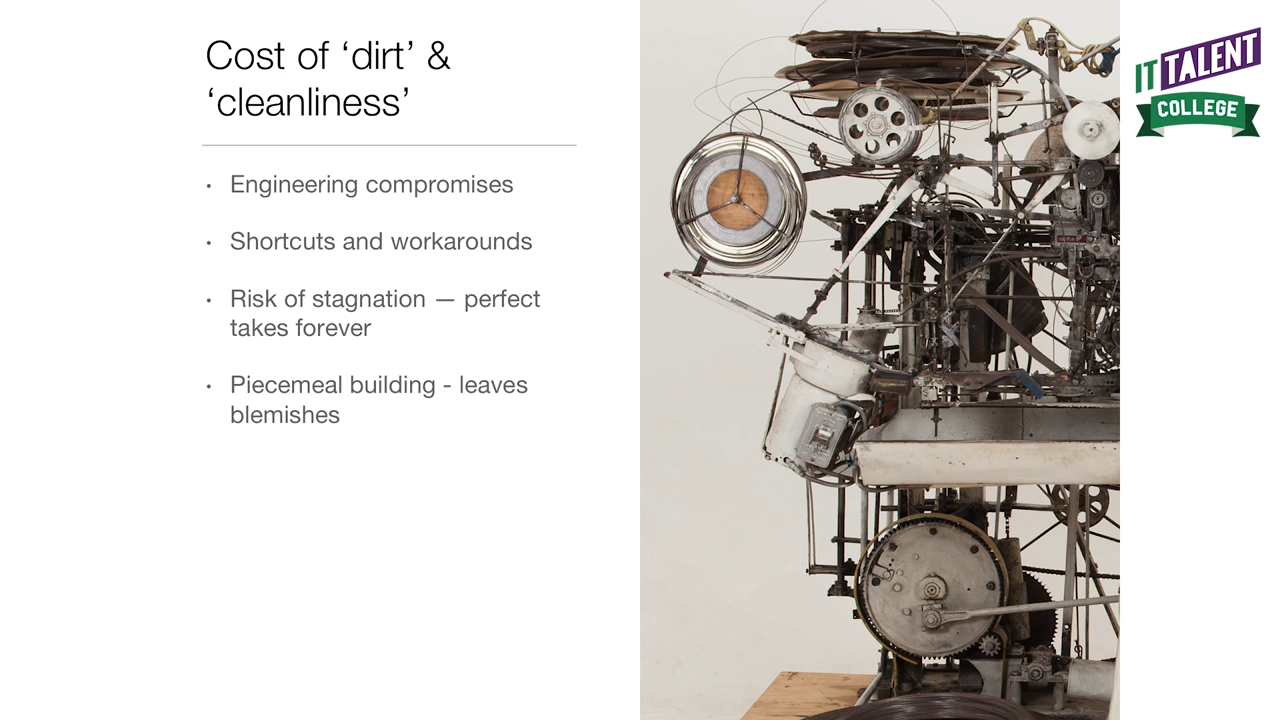 Cost of ‘dirt’ &
‘cleanliness’
• Engineering compromises
• Shortcuts and workarounds
• Risk of stagnation — perfect
takes forever
• Piecemeal building - leaves
blemishes
IT TALENT
COLLEGE